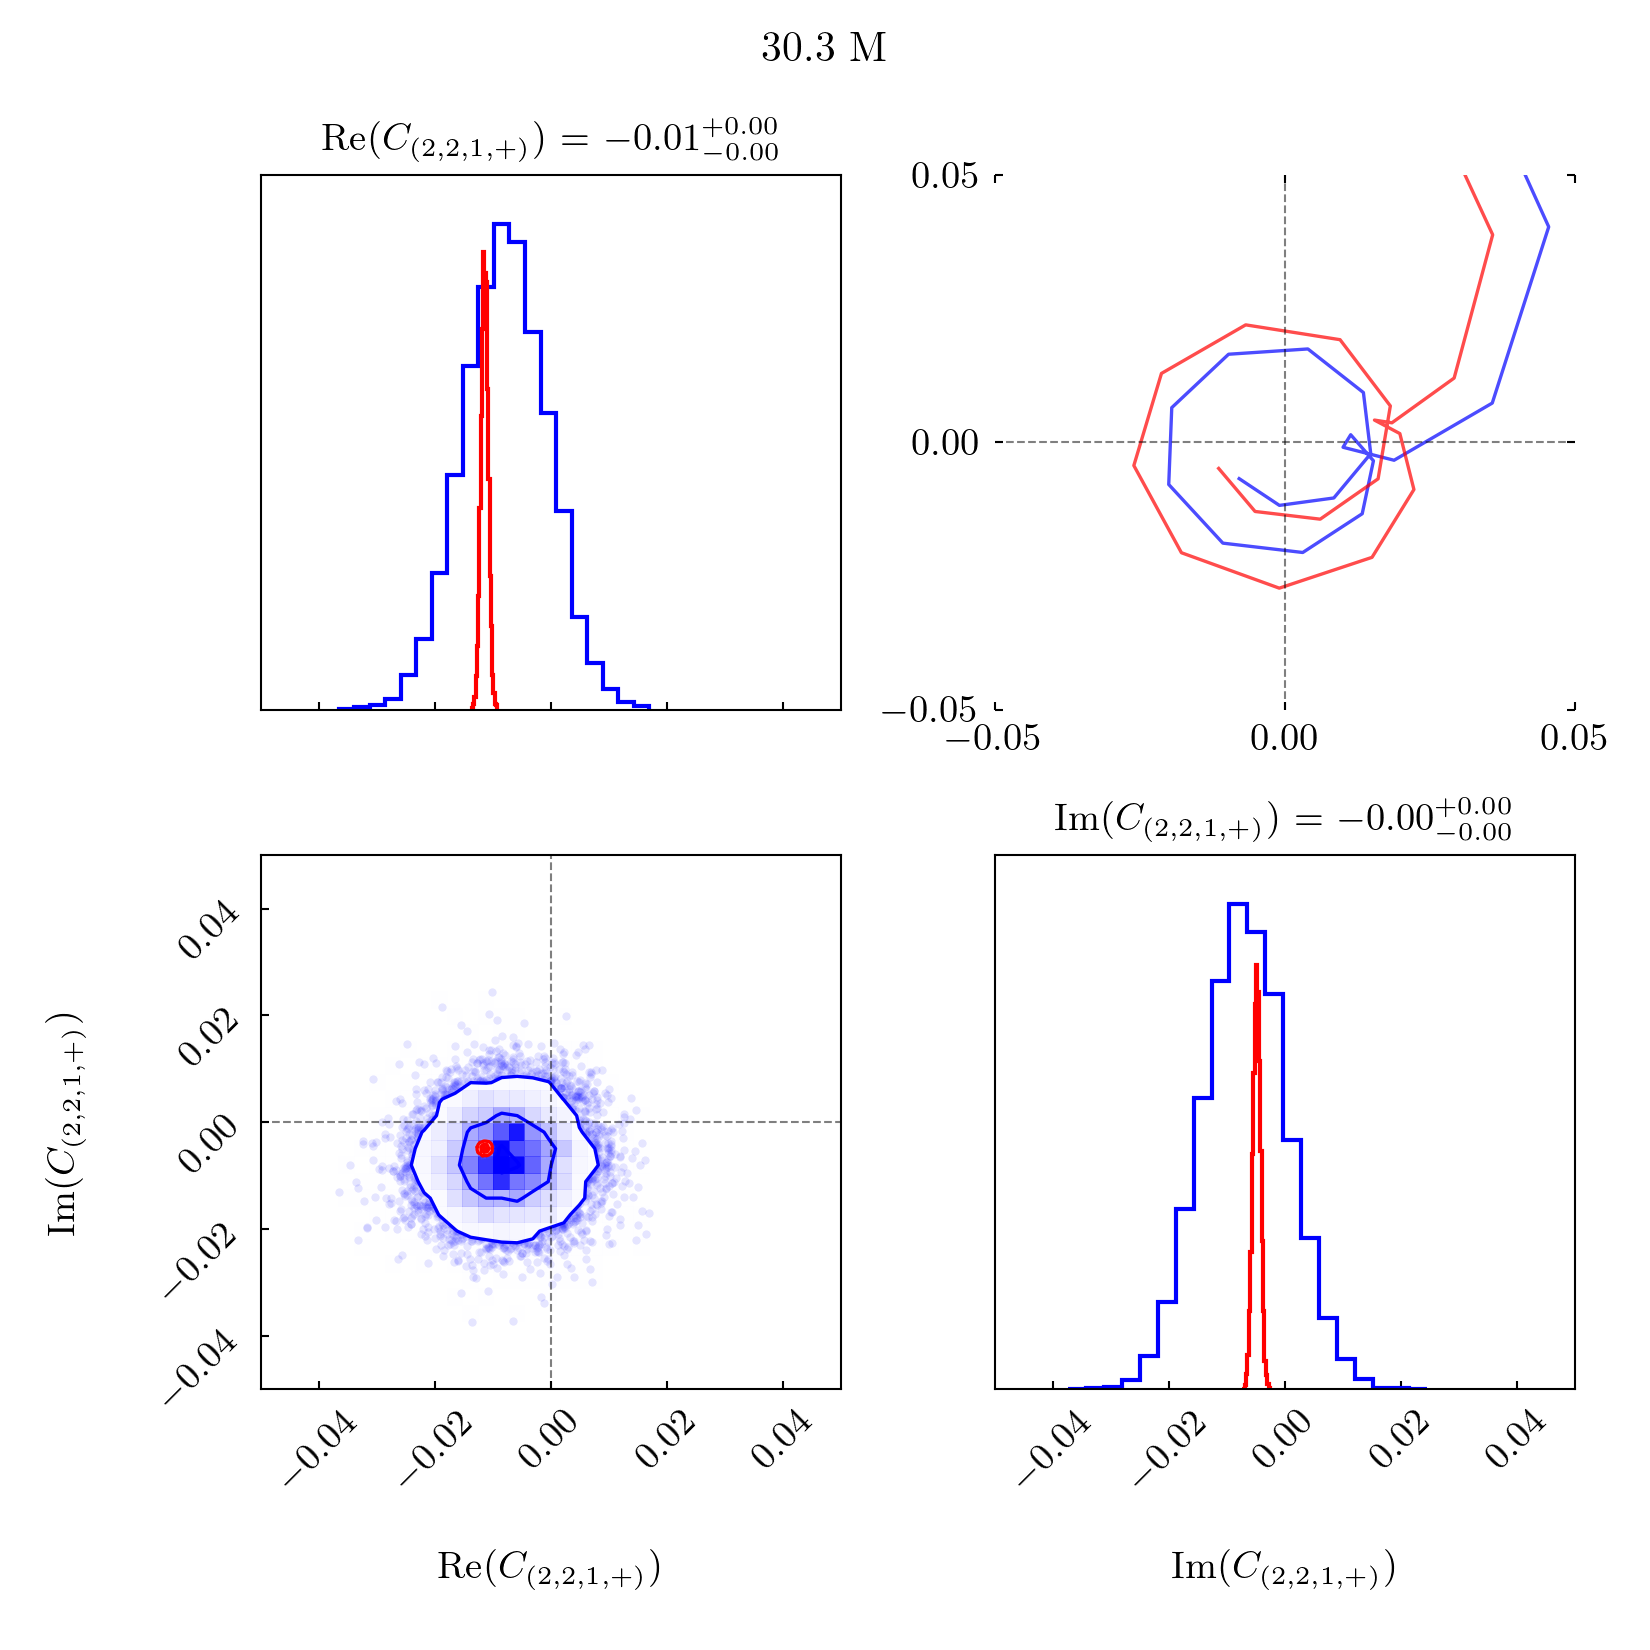 30.3 M
Re(C₍₂,₂,₁,₊₎) = −0.01^{+0.00}_{−0.00}
0.05
0.00
−0.05
−0.05 0.00 0.05
Im(C₍₂,₂,₁,₊₎) = −0.00^{+0.00}_{−0.00}
Im(C₍₂,₂,₁,₊₎)
0.04
0.02
0.00
−0.02
−0.04
−0.04 −0.02 0.00 0.02 0.04
−0.04 −0.02 0.00 0.02 0.04
Re(C₍₂,₂,₁,₊₎)
Im(C₍₂,₂,₁,₊₎)